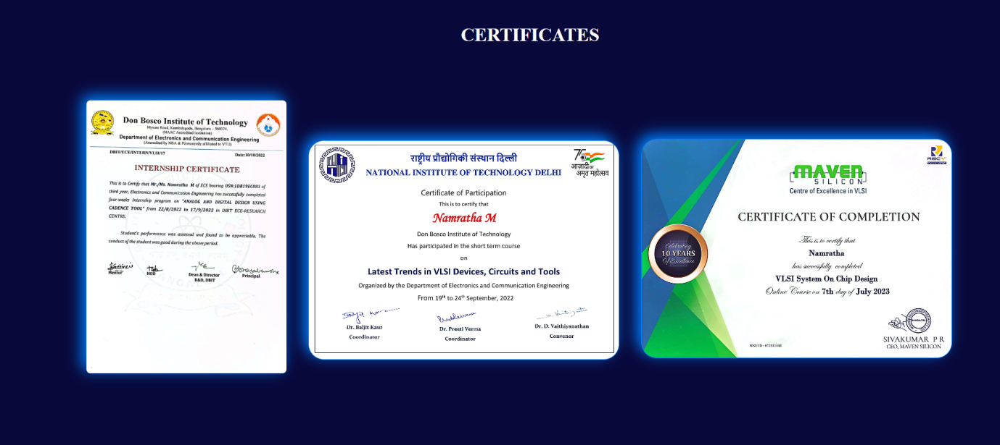 CERTIFICATES
Don Bosco Institute of Technology
Mysore Road, Kumbalagodu, Bengaluru - 560074.
(NAAC Accredited Institution)
Department of Electronics and Communication Engineering
(Accredited by NBA & Permanently affiliated to VTU)
DBIT/ECE/INTERN/VLSI/17
Date:10/10/2022
INTERNSHIP CERTIFICATE
This is to Certify that Mr./Ms. Namratha M of ECE bearing USN:1DB19EC083 of
third year, Electronics and Communication Engineering has successfully completed
four-weeks Internship program on "ANALOG AND DIGITAL DESIGN USING
CADENCE TOOL" from 22/8/2022 to 17/9/2022 in DBIT ECE-RESEARCH
CENTRE.
Student's performance was assessed and found to be appreciable. The
conduct of the student was good during the above period.
Mentor
HOD
Dean & Director
R&D, DBIT
Principal
राष्ट्रीय प्रौद्योगिकी संस्थान दिल्ली
NATIONAL INSTITUTE OF TECHNOLOGY DELHI
75
आज़ादी का
अमृत महोत्सव
Certificate of Participation
This is to certify that
Namratha M
Don Bosco Institute of Technology
Has participated in the short term course
on
Latest Trends in VLSI Devices, Circuits and Tools
Organized by the Department of Electronics and Communication Engineering
From 19th to 24th September, 2022
Dr. Baljit Kaur
Coordinator
Dr. Preeti Verma
Coordinator
Dr. D. Vaithiyanathan
Convenor
RISC-V
MAVEN
SILICON
Centre of Excellence in VLSI
CERTIFICATE OF COMPLETION
This is to certify that
Namratha
has successfully completed
VLSI System On Chip Design
Online Course on 7th day of July 2023
Celebrating
10 YEARS
Of Excellence
SIVAKUMAR P R
CEO, MAVEN SILICON